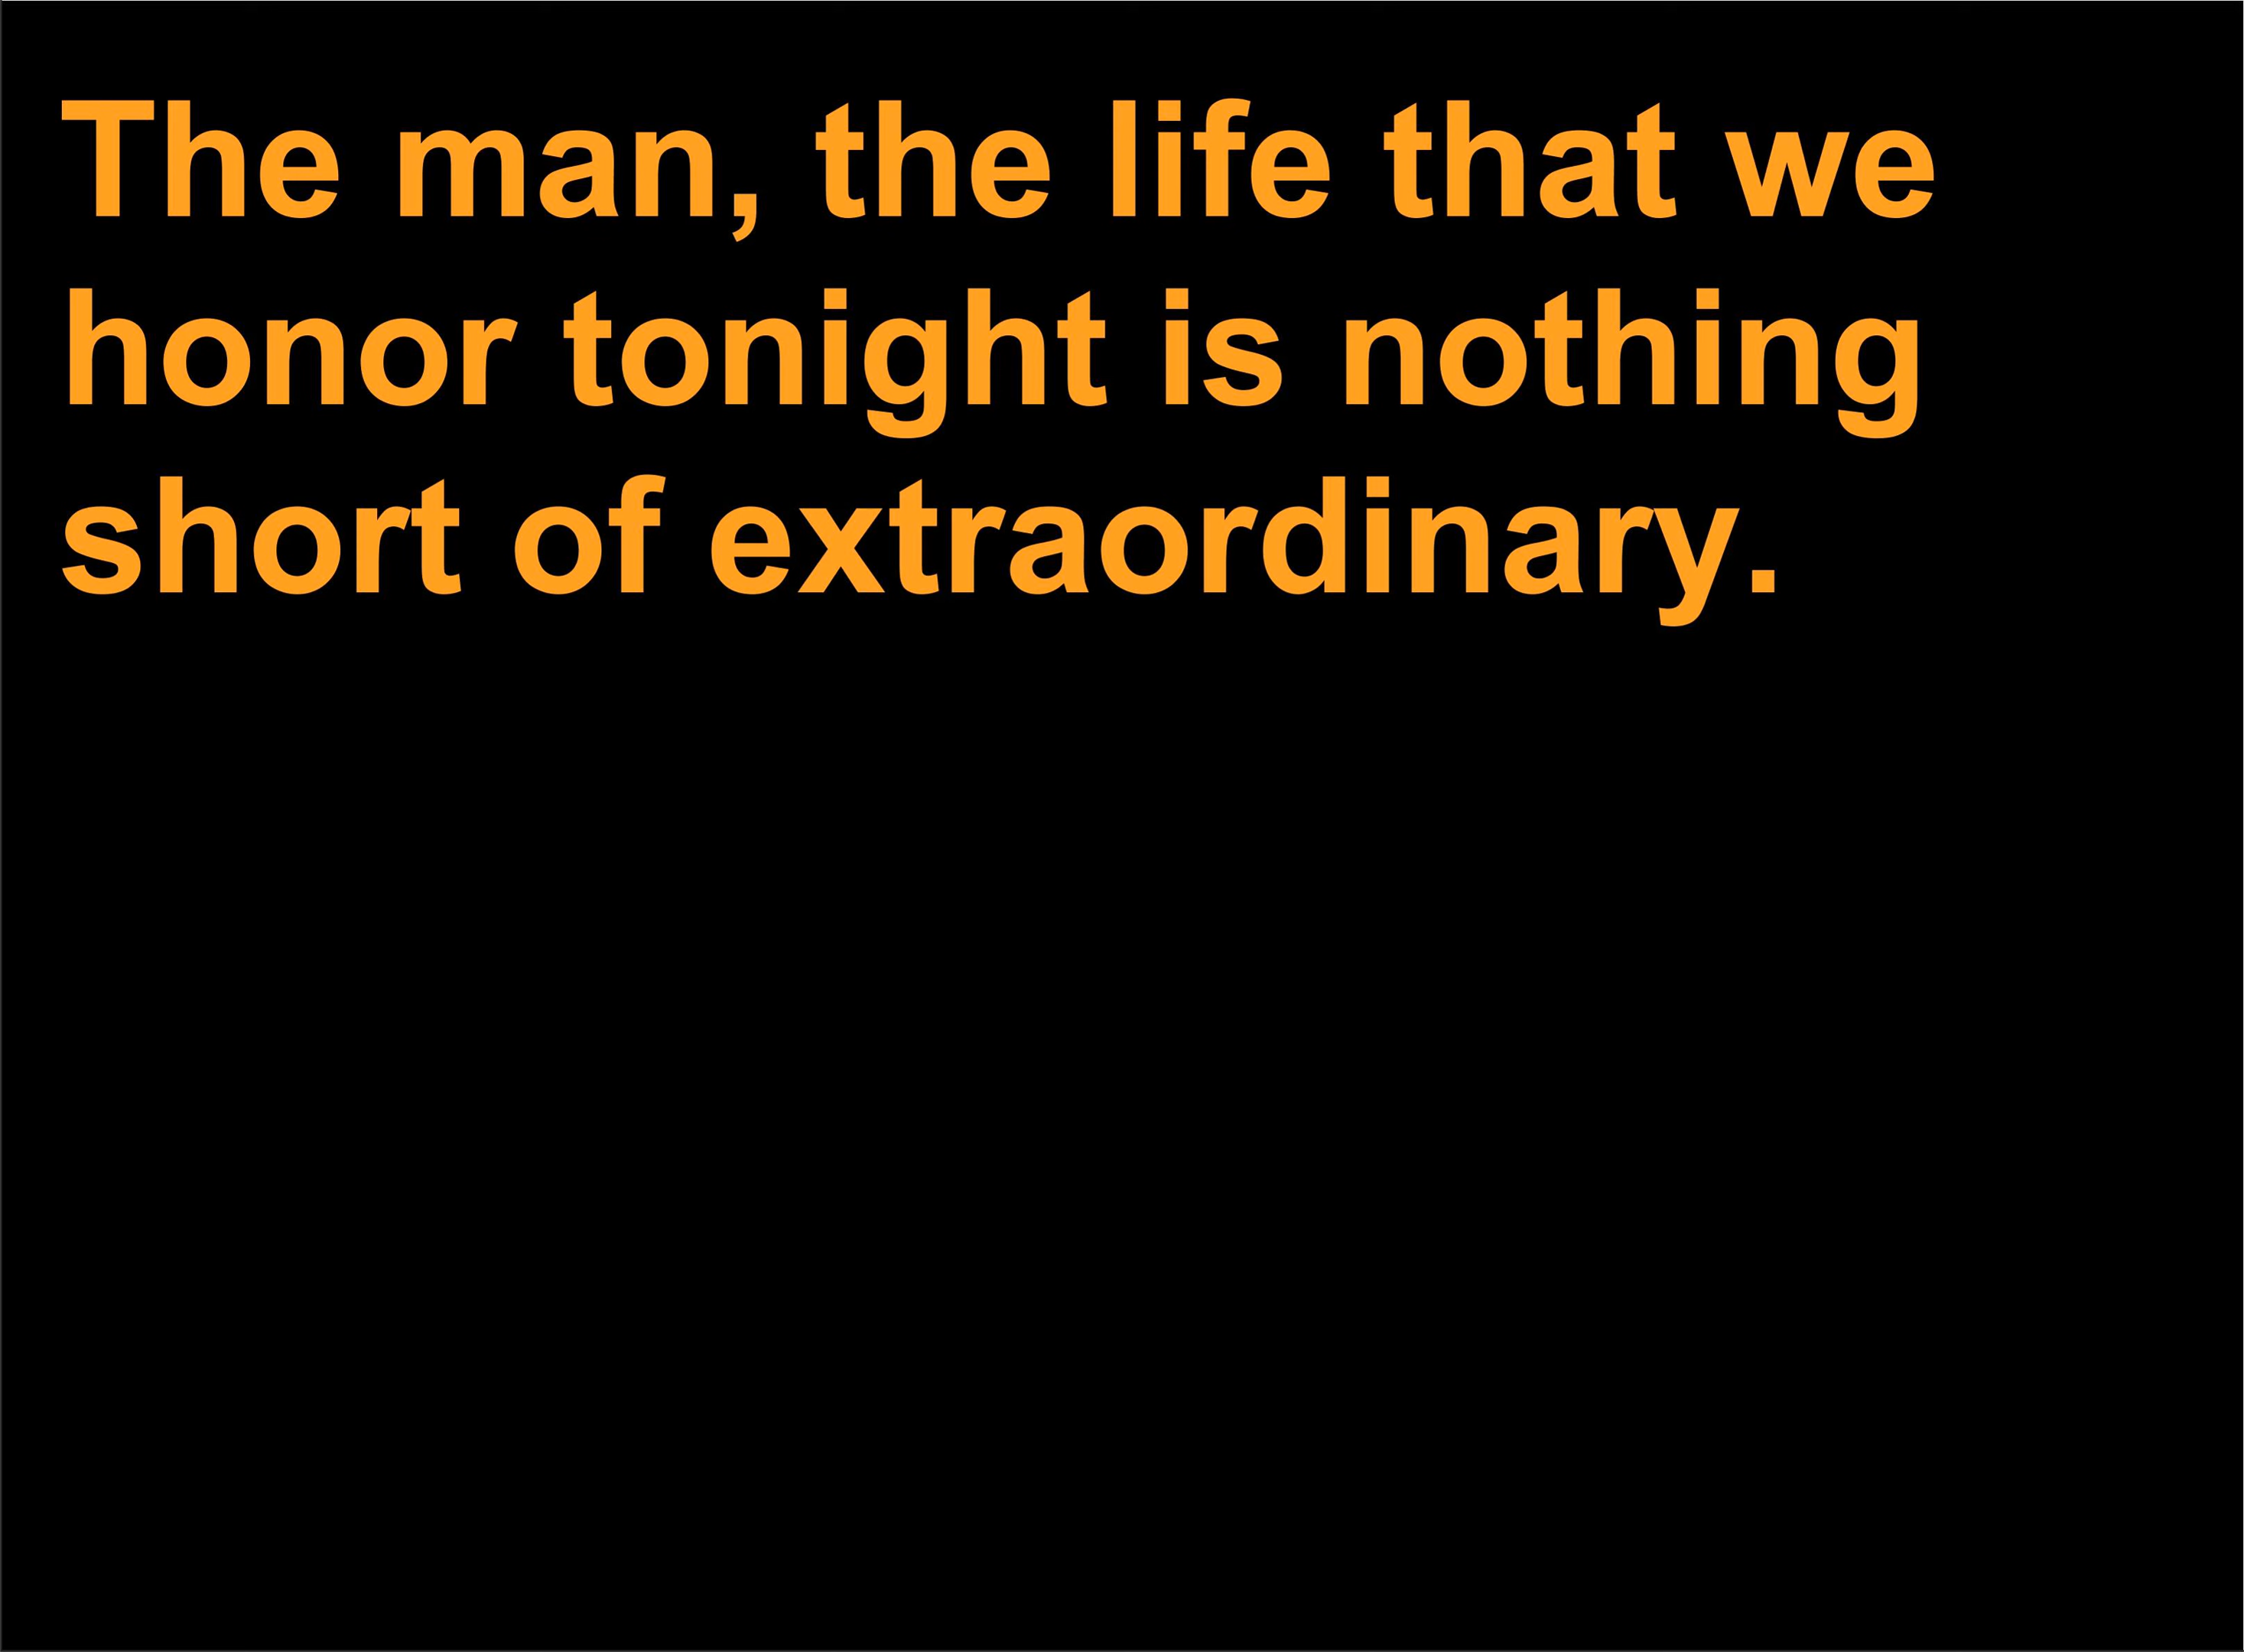 The man, the life that we
honor tonight is nothing
short of extraordinary.